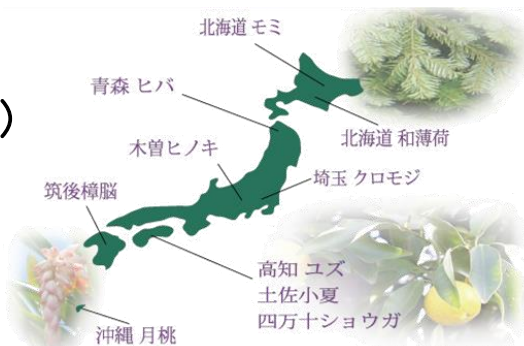 北海道 モミ
青森 ヒバ
)
北海道 和薄荷
木曽ヒノキ
埼玉 クロモジ
筑後樟脳
高知 ユズ
土佐小夏
四万十ショウガ
沖縄 月桃